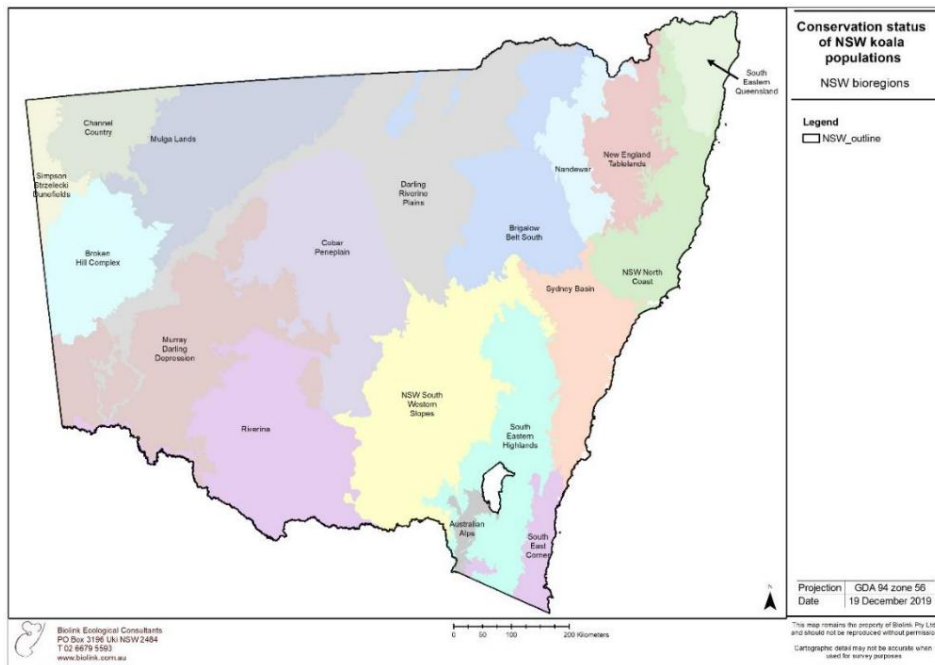 Conservation status
of NSW koala
populations
NSW bioregions
Legend
NSW_outline
South
Eastern
Queensland
Channel
Country
Mulga Lands
Simpson
Strzelecki
Dunefields
Broken
Hill Complex
Darling
Riverine
Plains
Nandewar
New England
Tablelands
Cobar
Peneplain
Brigalow
Belt South
NSW North
Coast
Sydney Basin
Murray
Darling
Depression
Riverina
NSW South
Western
Slopes
South
Eastern
Highlands
Australian
Alps
South
East
Corner
Projection GDA 94 zone 56
Date 19 December 2019
N
0 50 100 200 Kilometers
Biolink Ecological Consultants
PO Box 3196 Uki NSW 2484
T 02 6679 5593
www.biolink.com.au
This map remains the property of Biolink Pty Ltd
and should not be reproduced without permissio
Cartographic detail may not be accurate when
used for survey purposes